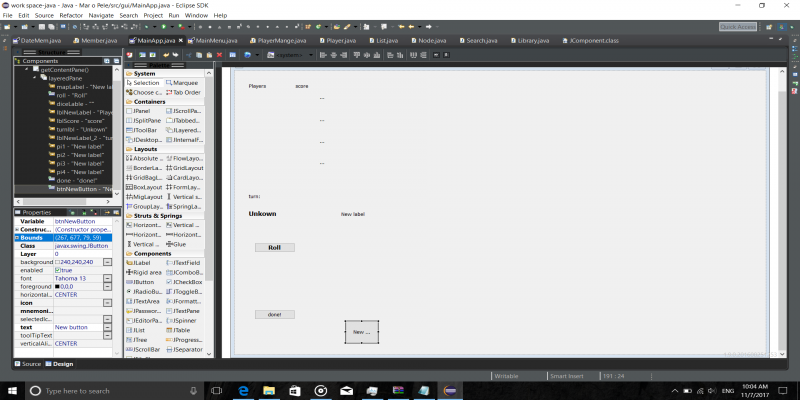 work space-java - Java - Mar o Pele/src/gui/MainApp.java - Eclipse SDK
File Edit Source Refactor Navigate Search Project Run Window Help
Quick Access
DateMem.java Member.java MainApp.java MainMenu.java PlayerMange.java Player.java List.java Node.java Search.java Library.java JComponent.class
Structure
Components
getContentPane()
layeredPane
mapLabel - "New la
roll - "Roll"
diceLable - ""
lblNewLabel - "Playe
lblScore - "score"
turnlbl - "Unkown"
lblNewLabel_2 - "tur
pi1 - "New label"
pi2 - "New label"
pi3 - "New label"
pi4 - "New label"
done - "done!"
btnNewButton - "Ne
Properties
Variable btnNewButton
Construc... (Constructor prope...
Bounds (267, 677, 79, 59)
Class javax.swing.JButton
Layer 0
background 240,240,240
enabled true
font Tahoma 13
foreground 0,0,0
horizontal... CENTER
icon
mnemoni...
selectedIc...
text New button
toolTipText
verticalAli... CENTER
Palette
System
Selection Marquee
Choose c... Tab Order
Containers
JPanel JScrollPa...
JSplitPane JTabbed...
JToolBar JLayered...
JDesktop... JInternalF...
Layouts
Absolute ... FlowLay...
BorderLa... GridLayout
GridBagL... CardLayo...
BoxLayout FormLay...
MigLayout Vertical s...
GroupLay... SpringLa...
Struts & Springs
Horizont... Vertical ...
Horizont... Horizont...
Vertical ... Glue
Components
JLabel JTextField
Rigid area JComboB...
JButton JCheckBox
JRadioBu... JToggleB...
JTextArea JFormatt...
JPasswor... JTextPane
JEditorPa... JSpinner
JList JTable
JTree JProgress...
JScrollBar JSeparator
<system>
Players score
...
...
...
...
turn:
Unkown New label
Roll
done!
New ...
Source Design
Writable Smart Insert 191 : 24
Type here to search
ENG
10:04 AM
11/7/2017